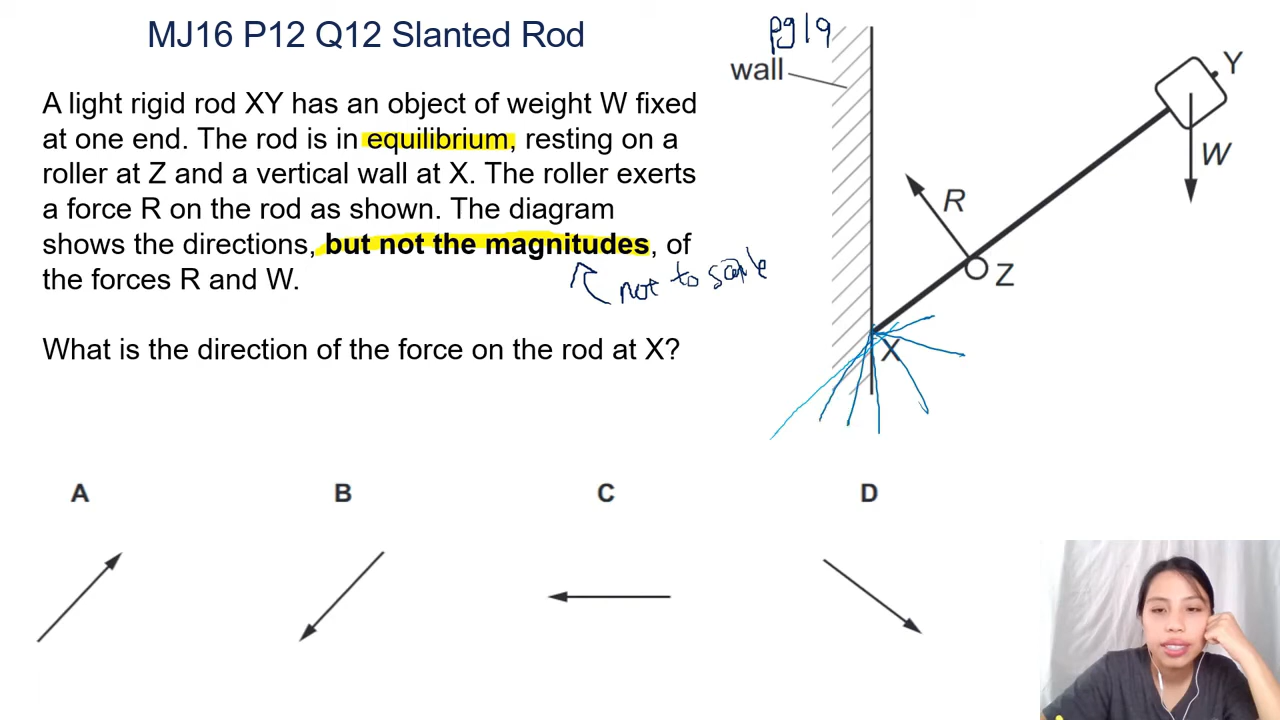 MJ16 P12 Q12 Slanted Rod
pg 19
A light rigid rod XY has an object of weight W fixed
at one end. The rod is in equilibrium, resting on a
roller at Z and a vertical wall at X. The roller exerts
a force R on the rod as shown. The diagram
shows the directions, but not the magnitudes, of
the forces R and W.
not to scale
What is the direction of the force on the rod at X?
wall
Y
W
R
Z
X
A B C D